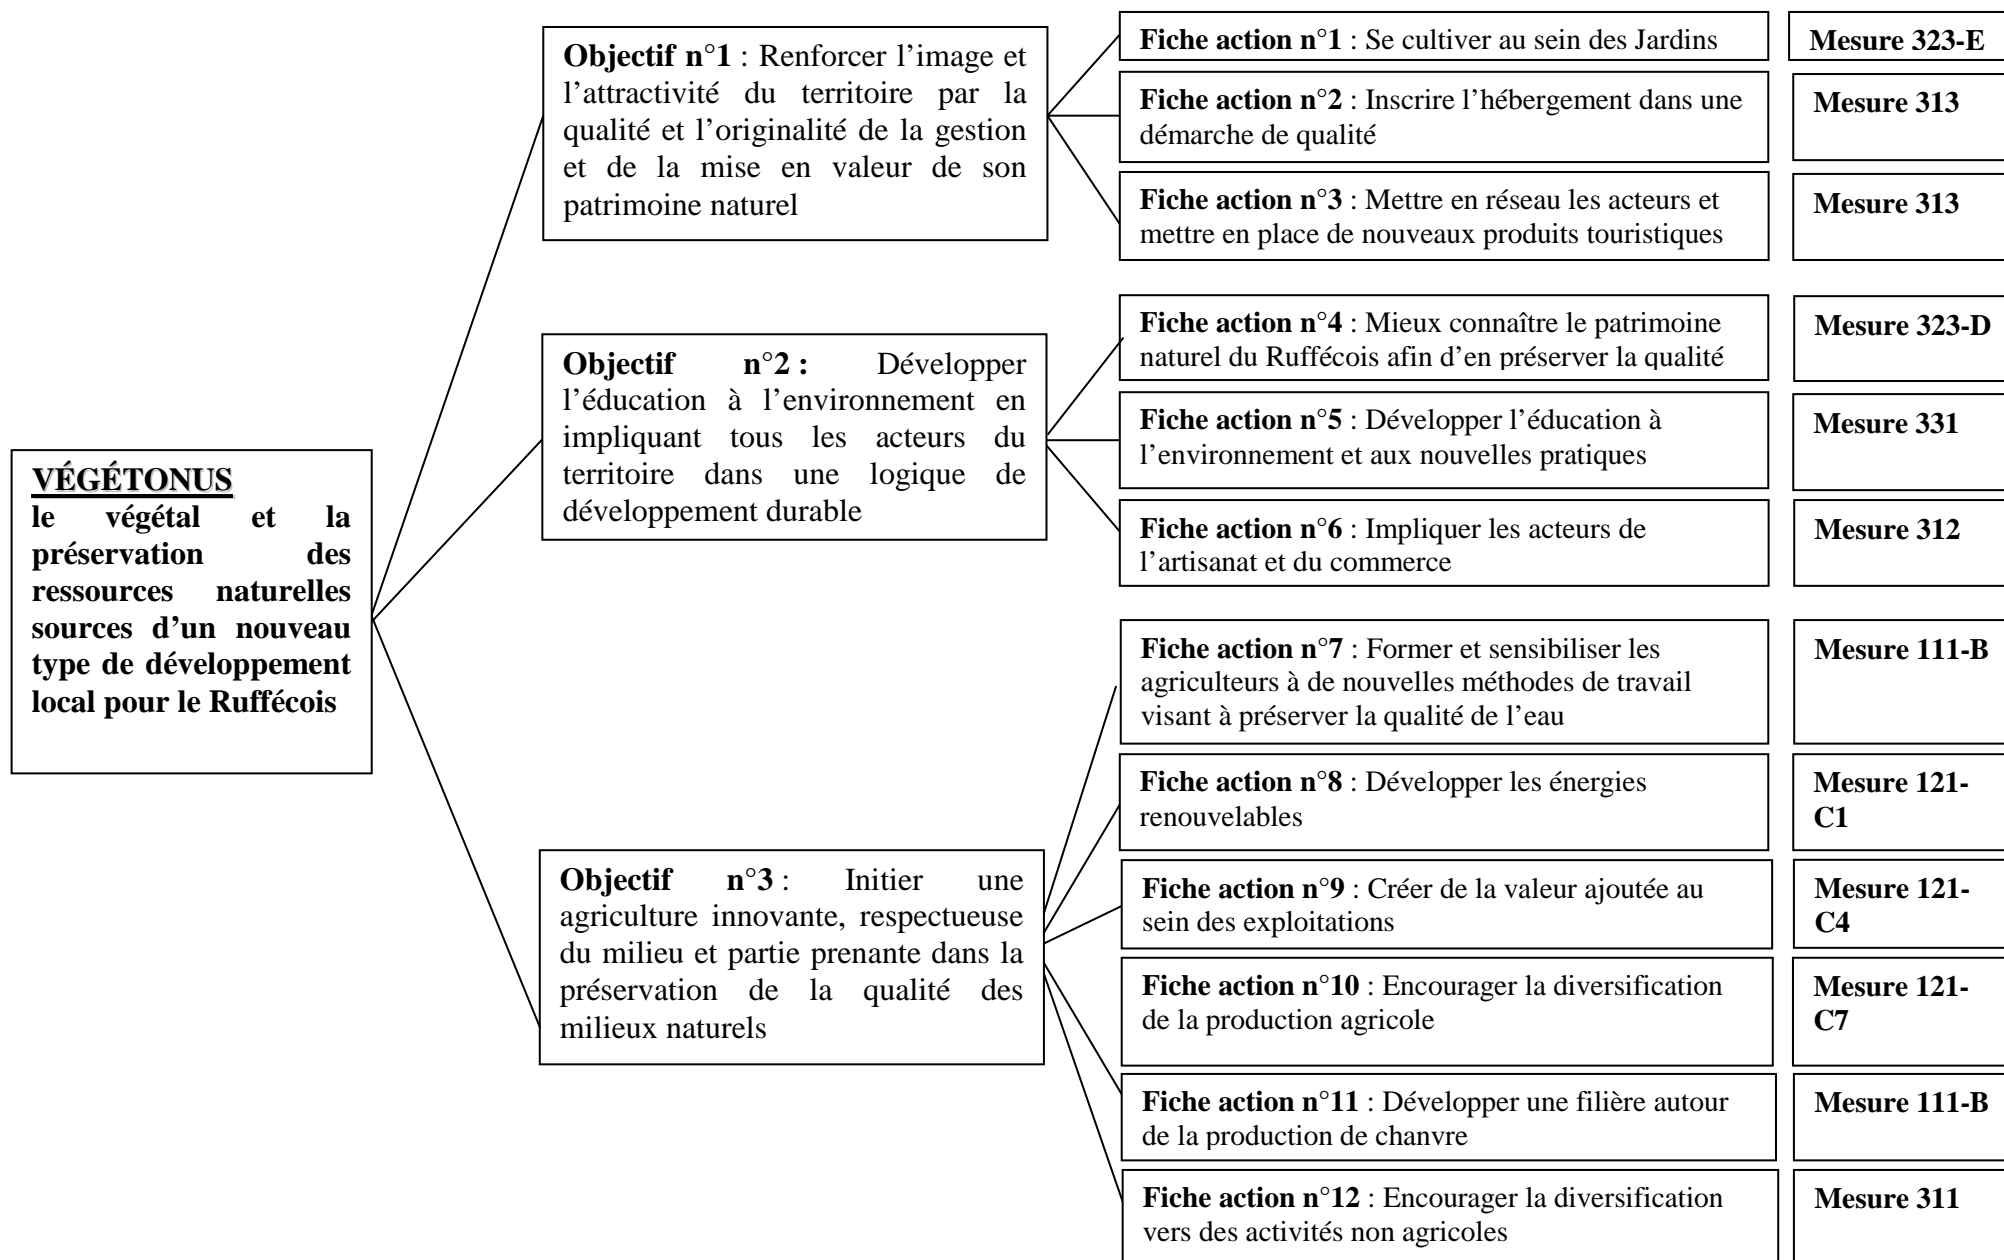 VÉGÉTONUS
le végétal et la
préservation des
ressources naturelles
sources d’un nouveau
type de développement
local pour le Ruffécois
Objectif n°1 : Renforcer l’image et
l’attractivité du territoire par la
qualité et l’originalité de la gestion
et de la mise en valeur de son
patrimoine naturel
Fiche action n°1 : Se cultiver au sein des Jardins
Mesure 323-E
Fiche action n°2 : Inscrire l’hébergement dans une
démarche de qualité
Mesure 313
Fiche action n°3 : Mettre en réseau les acteurs et
mettre en place de nouveaux produits touristiques
Mesure 313
Objectif n°2 : Développer
l’éducation à l’environnement en
impliquant tous les acteurs du
territoire dans une logique de
développement durable
Fiche action n°4 : Mieux connaître le patrimoine
naturel du Ruffécois afin d’en préserver la qualité
Mesure 323-D
Fiche action n°5 : Développer l’éducation à
l’environnement et aux nouvelles pratiques
Mesure 331
Fiche action n°6 : Impliquer les acteurs de
l’artisanat et du commerce
Mesure 312
Objectif n°3 : Initier une
agriculture innovante, respectueuse
du milieu et partie prenante dans la
préservation de la qualité des
milieux naturels
Fiche action n°7 : Former et sensibiliser les
agriculteurs à de nouvelles méthodes de travail
visant à préserver la qualité de l’eau
Mesure 111-B
Fiche action n°8 : Développer les énergies
renouvelables
Mesure 121-
C1
Fiche action n°9 : Créer de la valeur ajoutée au
sein des exploitations
Mesure 121-
C4
Fiche action n°10 : Encourager la diversification
de la production agricole
Mesure 121-
C7
Fiche action n°11 : Développer une filière autour
de la production de chanvre
Mesure 111-B
Fiche action n°12 : Encourager la diversification
vers des activités non agricoles
Mesure 311